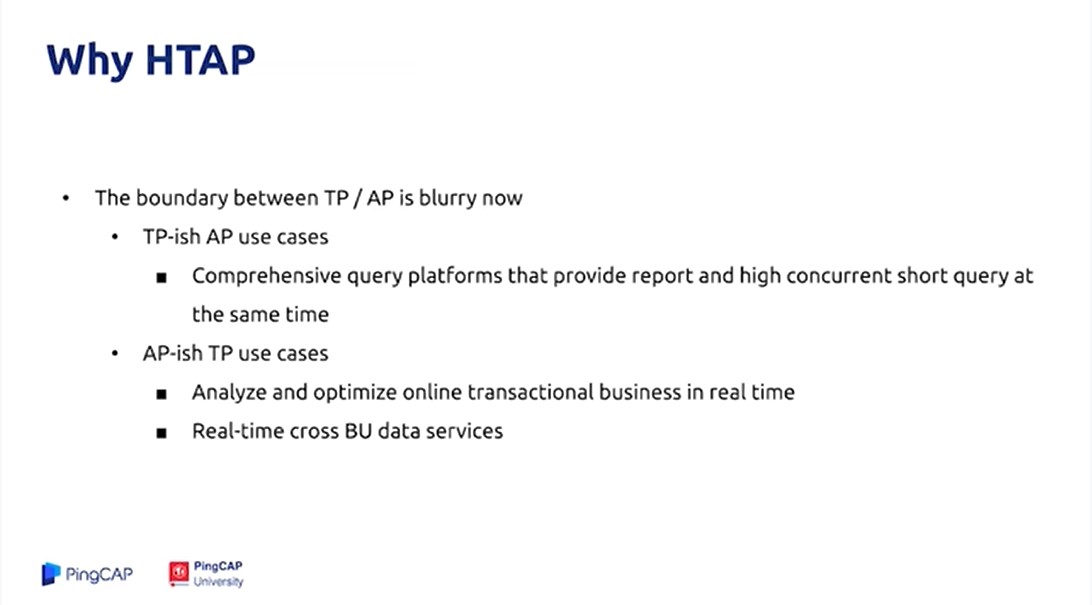 Why HTAP
• The boundary between TP / AP is blurry now
• TP-ish AP use cases
■ Comprehensive query platforms that provide report and high concurrent short query at
the same time
• AP-ish TP use cases
■ Analyze and optimize online transactional business in real time
■ Real-time cross BU data services
PingCAP
PingCAP
University